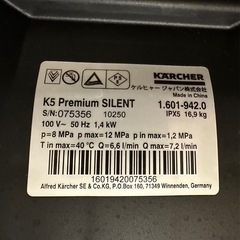 KÄRCHER
ケルヒャー ジャパン株式会社
Made in China
K5 Premium SILENT 1.601-942.0
S/N: 075356 10250 IPX5 16,9 kg
100 V~ 50 Hz 1,4 kW
p=8 MPa p max=12 MPa p in max=1,2 MPa
T in max=40 °C Q=6,6 l/min Q max=7,2 l/min
16019420075356
Alfred Kärcher SE & Co.KG, P.O.Box 160, 71349 Winnenden, Germany